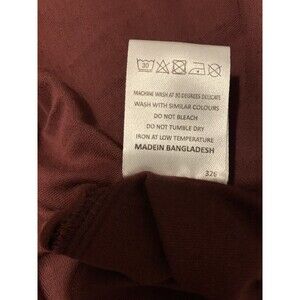 30
MACHINE WASH AT 30 DEGREES DELICATE
WASH WITH SIMILAR COLOURS
DO NOT BLEACH
DO NOT TUMBLE DRY
IRON AT LOW TEMPERATURE
MADEIN BANGLADESH
326